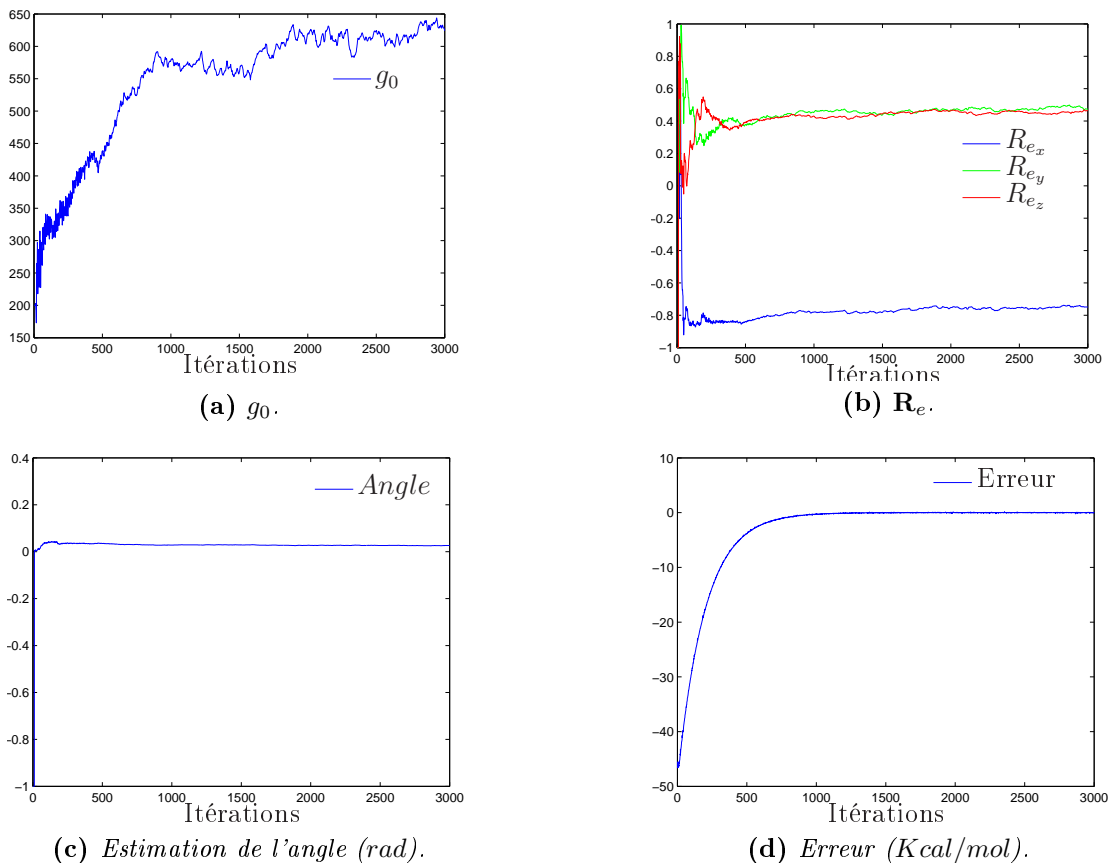 650
600
550
500
450
400
350
300
250
200
150
0 500 1000 1500 2000 2500 3000
g0
Itérations
(a) g0.
1
0.8
0.6
0.4
0.2
0
−0.2
−0.4
−0.6
−0.8
−1
0 500 1000 1500 2000 2500 3000
Rex
Rey
Rez
Itérations
(b) Re.
0.4
0.2
0
−0.2
−0.4
−0.6
−0.8
−1
0 500 1000 1500 2000 2500 3000
Angle
Itérations
(c) Estimation de l'angle (rad).
10
0
−10
−20
−30
−40
−50
0 500 1000 1500 2000 2500 3000
Erreur
Itérations
(d) Erreur (Kcal/mol).